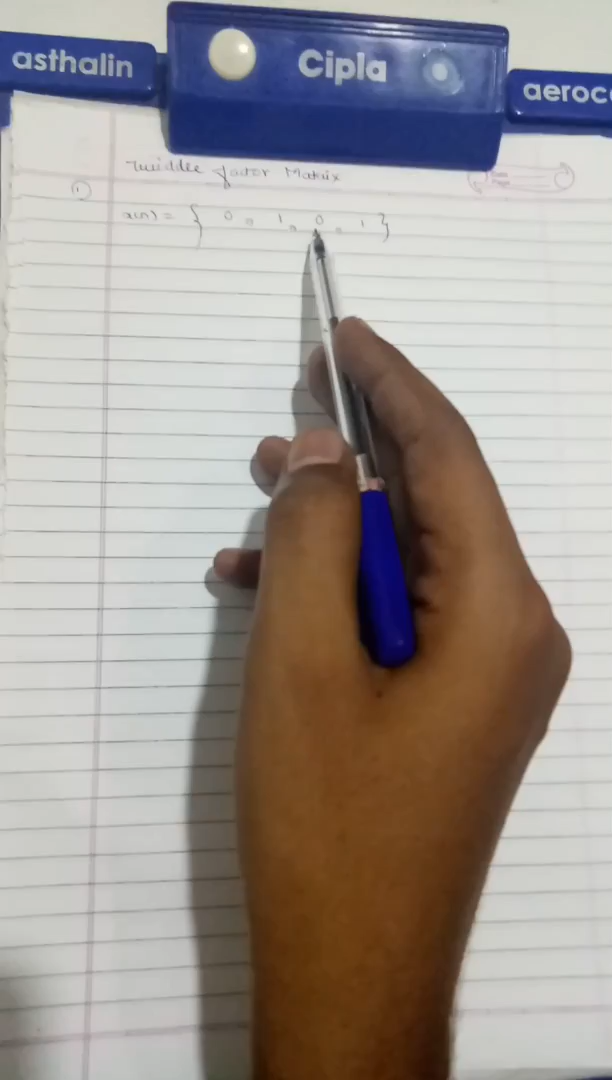 asthalin
Cipla
aeroc
Twiddle factor Matrix
①
x(n) = { 0, 1, 0, 1 }